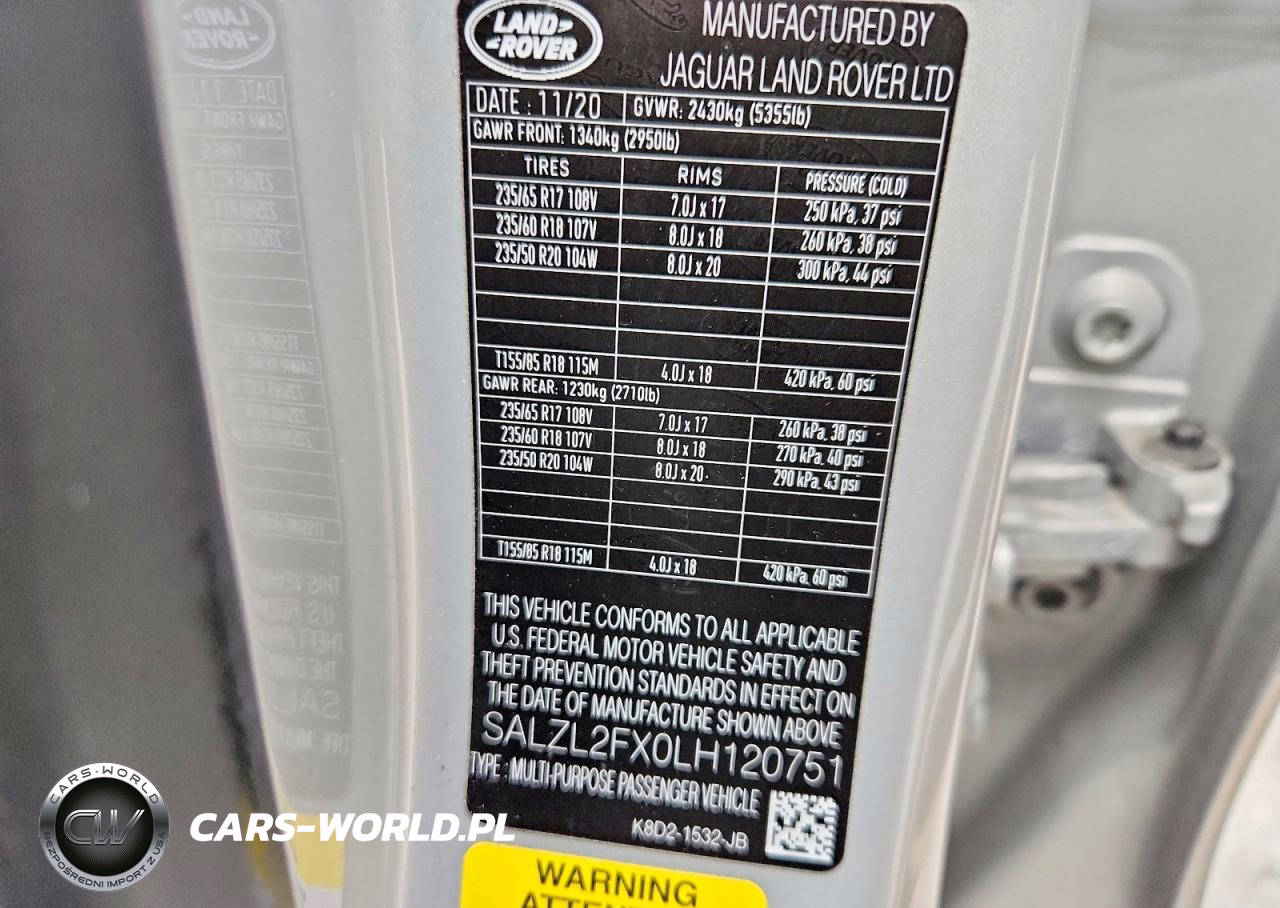 LAND-
-ROVER
MANUFACTURED BY
JAGUAR LAND ROVER LTD
DATE : 11/20 GVWR: 2430kg (5355lb)
GAWR FRONT: 1340kg (2950lb)
TIRES RIMS PRESSURE (COLD)
235/65 R17 108V 7.0J x 17 250 kPa, 37 psi
235/60 R18 107V 8.0J x 18 260 kPa, 38 psi
235/50 R20 104W 8.0J x 20 300 kPa, 44 psi
T155/85 R18 115M 4.0J x 18 420 kPa, 60 psi
GAWR REAR: 1230kg (2710lb)
235/65 R17 108V 7.0J x 17 260 kPa, 38 psi
235/60 R18 107V 8.0J x 18 270 kPa, 40 psi
235/50 R20 104W 8.0J x 20 290 kPa, 43 psi
T155/85 R18 115M 4.0J x 18 420 kPa, 60 psi
THIS VEHICLE CONFORMS TO ALL APPLICABLE
U.S. FEDERAL MOTOR VEHICLE SAFETY AND
THEFT PREVENTION STANDARDS IN EFFECT ON
THE DATE OF MANUFACTURE SHOWN ABOVE
SALZL2FX0LH120751
TYPE : MULTI-PURPOSE PASSENGER VEHICLE
K8D2-1532-JB
WARNING
CARS-WORLD
CW
BEZPOŚREDNI IMPORT Z USA
CARS-WORLD.PL